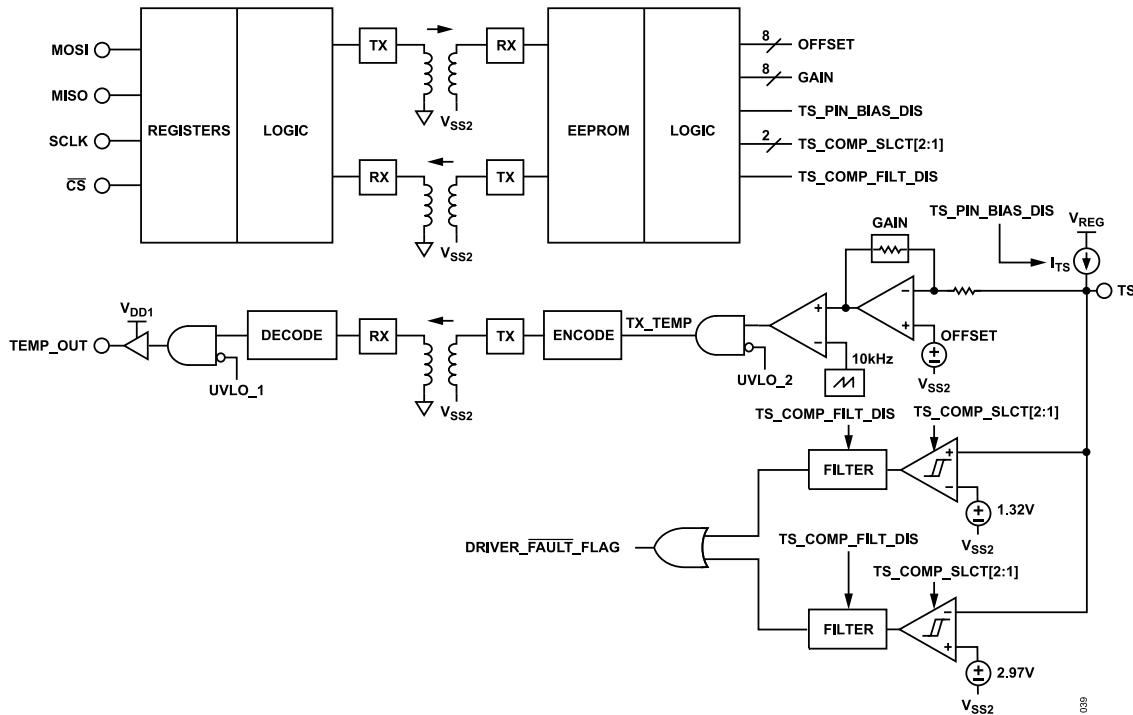 MOSI
MISO
SCLK
CS
REGISTERS
LOGIC
TX
RX
VSS2
RX
TX
VSS2
EEPROM
LOGIC
8
OFFSET
8
GAIN
TS_PIN_BIAS_DIS
2
TS_COMP_SLCT[2:1]
TS_COMP_FILT_DIS
TS_PIN_BIAS_DIS
VREG
ITS
TS
GAIN
OFFSET
VSS2
10kHz
UVLO_2
TX_TEMP
ENCODE
TX
VSS2
RX
DECODE
UVLO_1
VDD1
TEMP_OUT
TS_COMP_FILT_DIS
TS_COMP_SLCT[2:1]
FILTER
1.32V
VSS2
DRIVER_FAULT_FLAG
TS_COMP_FILT_DIS
TS_COMP_SLCT[2:1]
FILTER
2.97V
VSS2
039